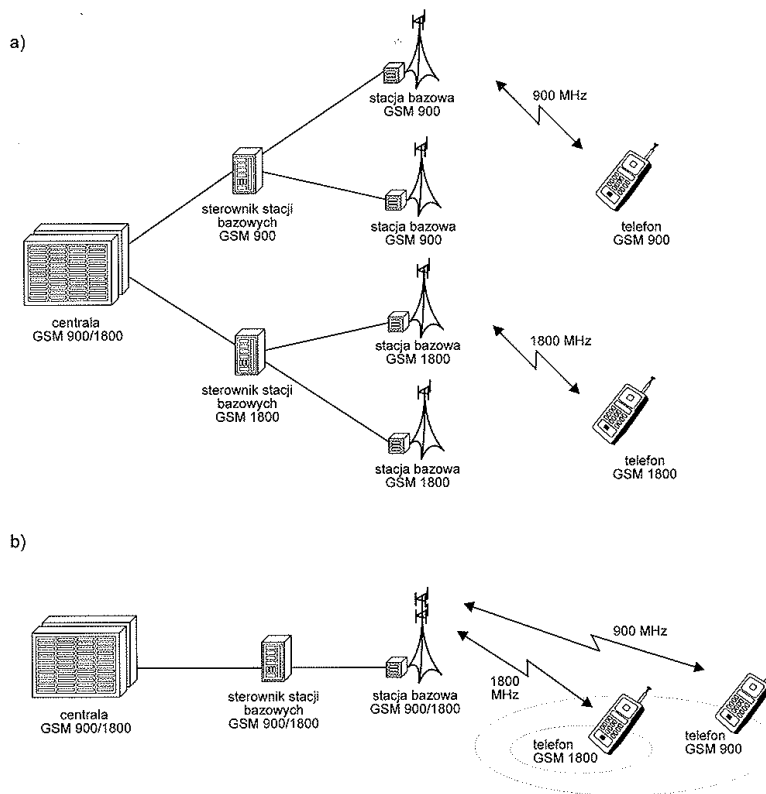 a)
stacja bazowa
GSM 900
900 MHz
sterownik stacji
bazowych
GSM 900
stacja bazowa
GSM 900
telefon
GSM 900
centrala
GSM 900/1800
stacja bazowa
GSM 1800
1800 MHz
sterownik stacji
bazowych
GSM 1800
stacja bazowa
GSM 1800
telefon
GSM 1800
b)
900 MHz
1800
MHz
centrala
GSM 900/1800
sterownik stacji
bazowych
GSM 900/1800
stacja bazowa
GSM 900/1800
telefon
GSM 1800
telefon
GSM 900